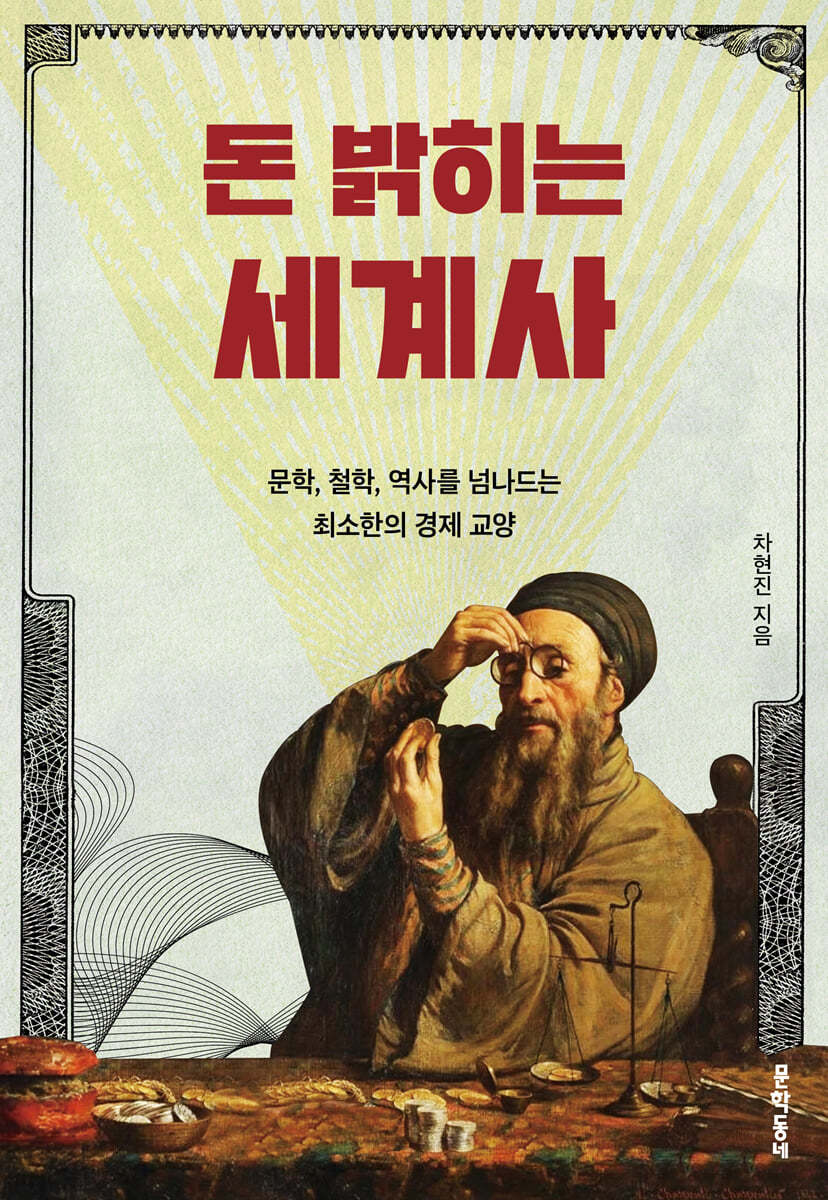 돈 밝히는
세계사
문학, 철학, 역사를 넘나드는
최소한의 경제 교양
차현진 지음
문학동네